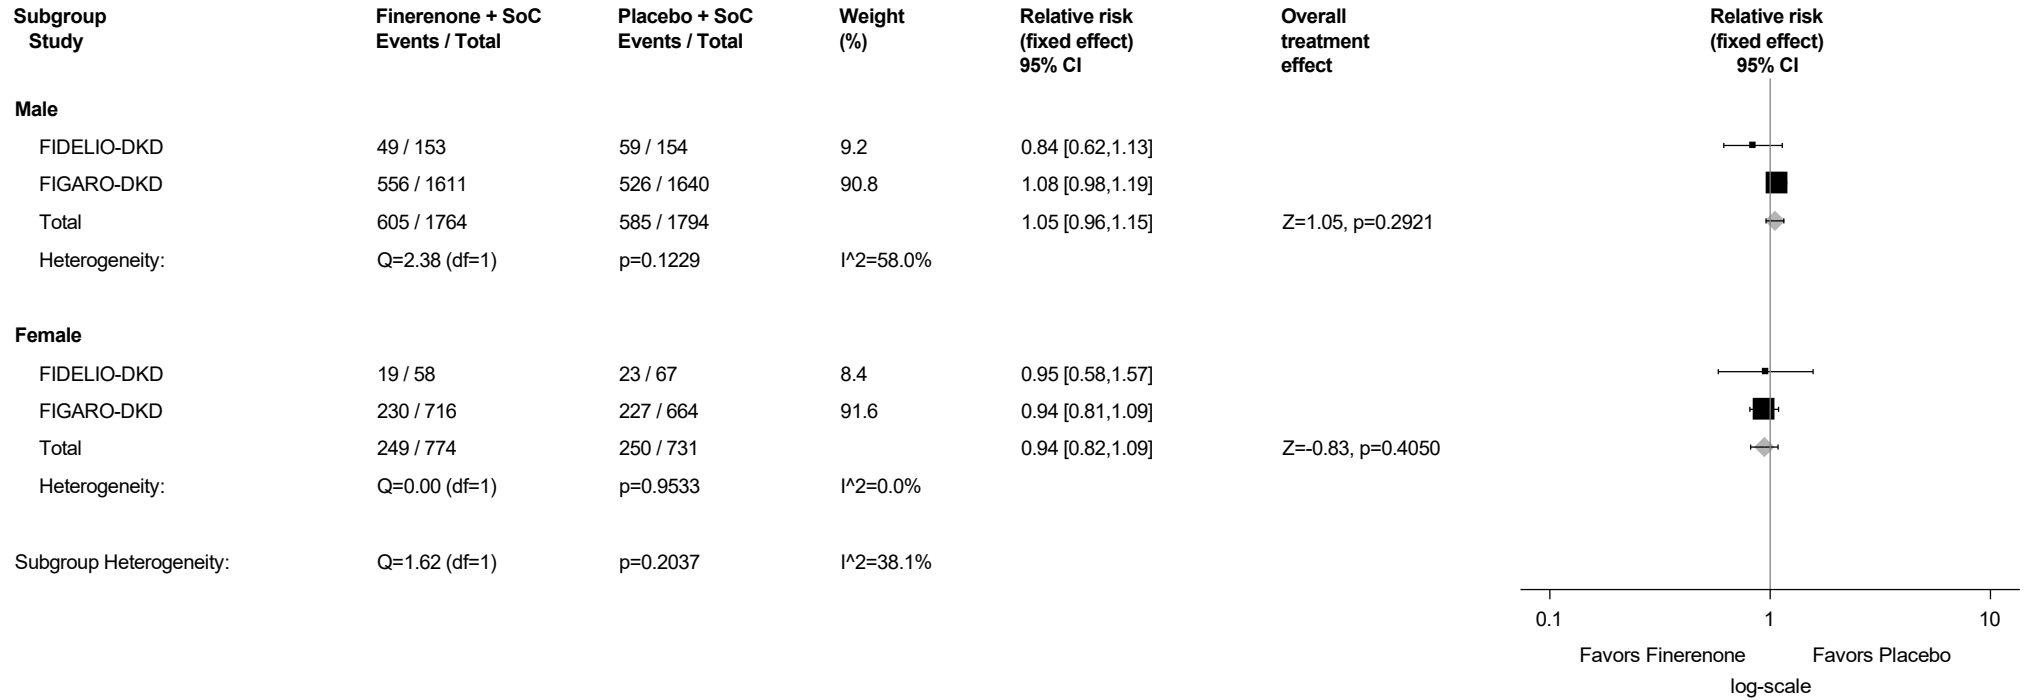 Subgroup Finerenone + SoC Placebo + SoC Weight Relative risk Overall Relative risk
Study Events / Total Events / Total (%) (fixed effect) treatment (fixed effect)
95% CI effect 95% CI
Male
FIDELIO-DKD 49 / 153 59 / 154 9.2 0.84 [0.62,1.13]
FIGARO-DKD 556 / 1611 526 / 1640 90.8 1.08 [0.98,1.19]
Total 605 / 1764 585 / 1794 1.05 [0.96,1.15] Z=1.05, p=0.2921
Heterogeneity: Q=2.38 (df=1) p=0.1229 I^2=58.0%
Female
FIDELIO-DKD 19 / 58 23 / 67 8.4 0.95 [0.58,1.57]
FIGARO-DKD 230 / 716 227 / 664 91.6 0.94 [0.81,1.09]
Total 249 / 774 250 / 731 0.94 [0.82,1.09] Z=-0.83, p=0.4050
Heterogeneity: Q=0.00 (df=1) p=0.9533 I^2=0.0%
Subgroup Heterogeneity: Q=1.62 (df=1) p=0.2037 I^2=38.1%
0.1 1 10
Favors Finerenone Favors Placebo
log-scale